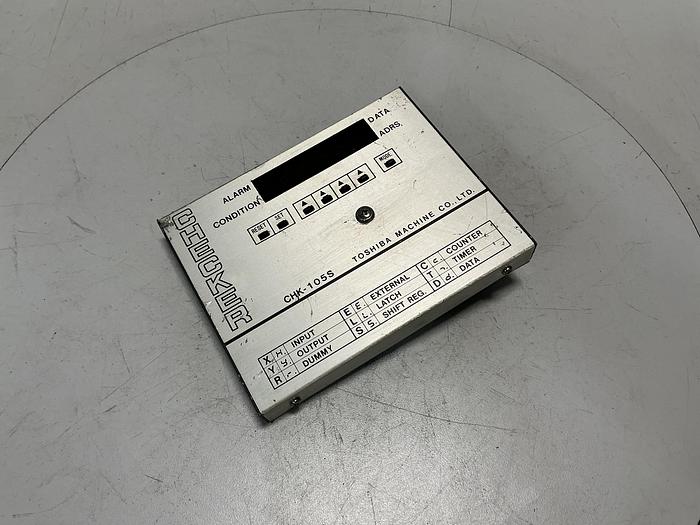 CHECKER
ALARM DATA
CONDITION ADRS.
RESET SET ▲ ▲ ▲ ▲ MODE
CHK-105S TOSHIBA MACHINE CO.,LTD.
X INPUT E E. EXTERNAL C c COUNTER
Y y. OUTPUT L L. LATCH T TIMER
R r. DUMMY S S. SHIFT REG. D d. DATA